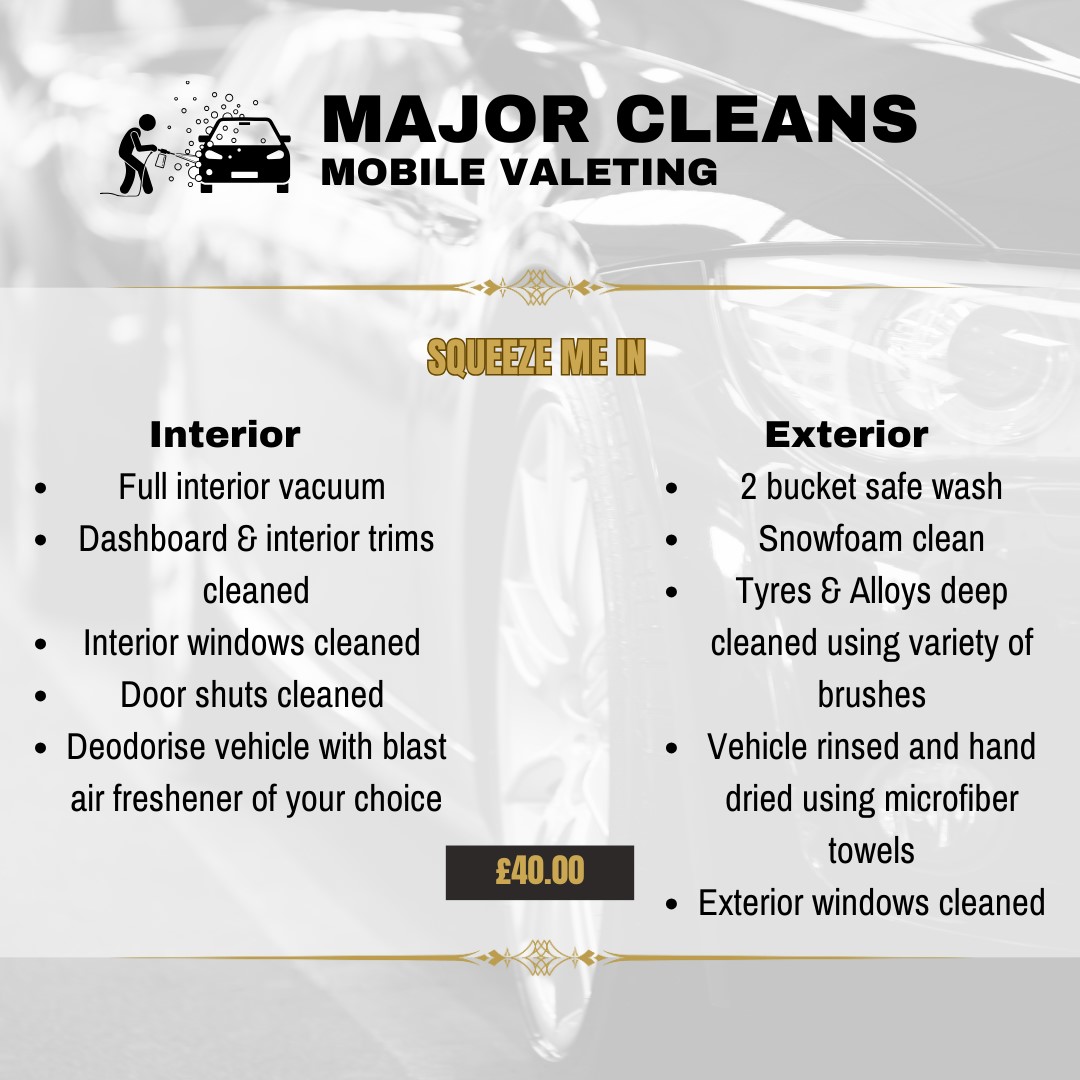 MAJOR CLEANS
MOBILE VALETING
SQUEEZE ME IN
Interior
• Full interior vacuum
• Dashboard & interior trims
cleaned
• Interior windows cleaned
• Door shuts cleaned
• Deodorise vehicle with blast
air freshener of your choice
Exterior
• 2 bucket safe wash
• Snowfoam clean
• Tyres & Alloys deep
cleaned using variety of
brushes
• Vehicle rinsed and hand
dried using microfiber
towels
• Exterior windows cleaned
£40.00